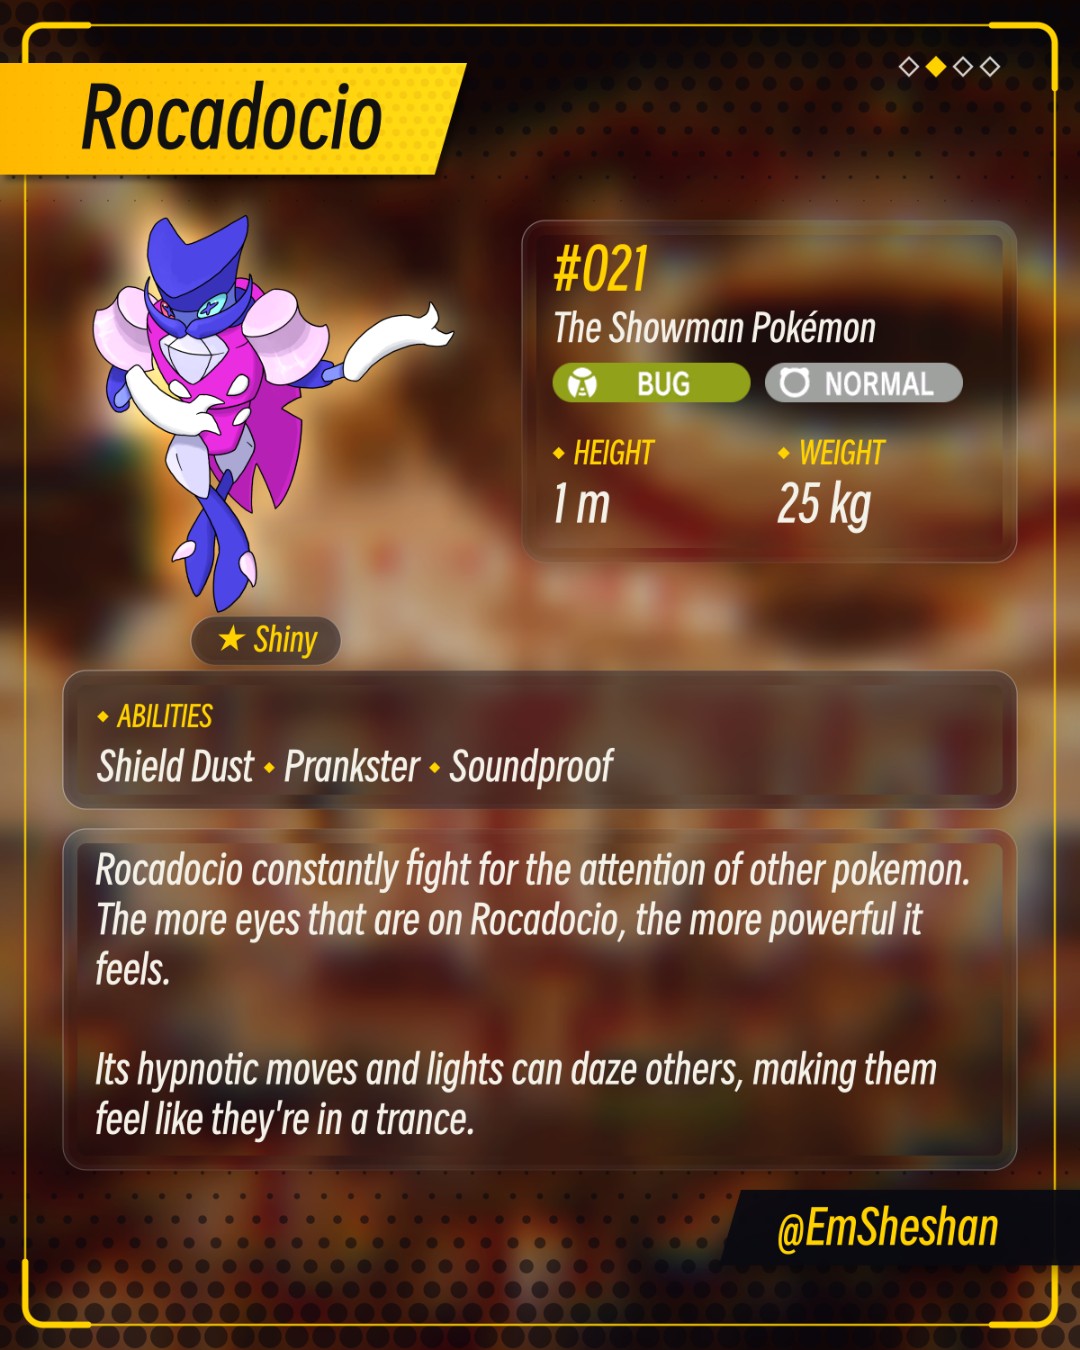 Rocadocio
#021
The Showman Pokémon
BUG NORMAL
HEIGHT WEIGHT
1 m 25 kg
★ Shiny
ABILITIES
Shield Dust ◆ Prankster ◆ Soundproof
Rocadocio constantly fight for the attention of other pokemon.
The more eyes that are on Rocadocio, the more powerful it
feels.
Its hypnotic moves and lights can daze others, making them
feel like they're in a trance.
@EmSheshan